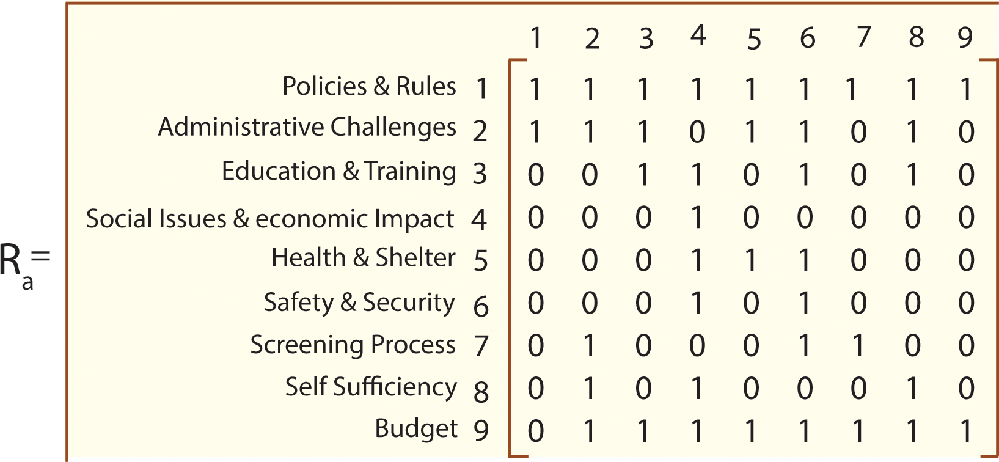 1 2 3 4 5 6 7 8 9
Policies & Rules 1 1 1 1 1 1 1 1 1 1
Administrative Challenges 2 1 1 1 0 1 1 0 1 0
Education & Training 3 0 0 1 1 0 1 0 1 0
Social Issues & economic Impact 4 0 0 0 1 0 0 0 0 0
Health & Shelter 5 0 0 0 1 1 1 0 0 0
Safety & Security 6 0 0 0 1 0 1 0 0 0
Screening Process 7 0 1 0 0 0 1 1 0 0
Self Sufficiency 8 0 1 0 1 0 0 0 1 0
Budget 9 0 1 1 1 1 1 1 1 1
Ra=